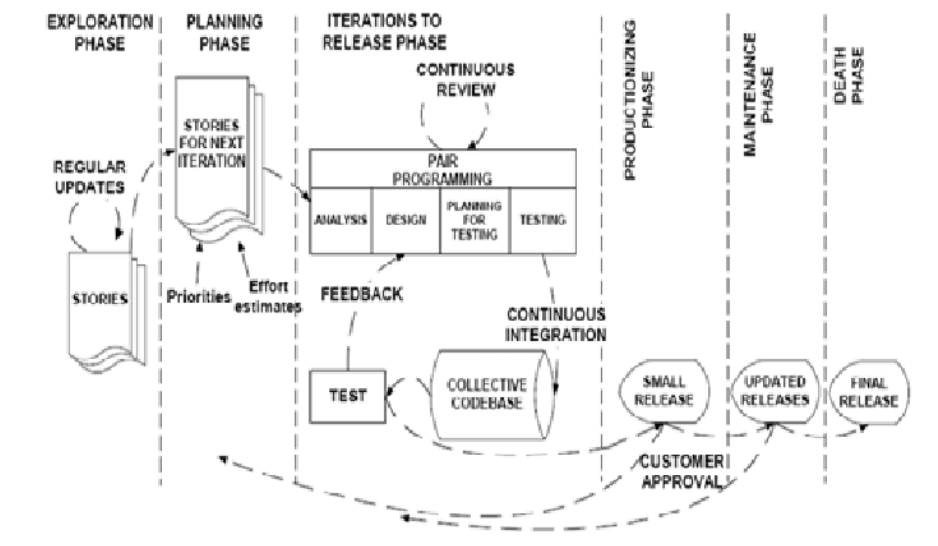 EXPLORATION
PHASE
PLANNING
PHASE
ITERATIONS TO
RELEASE PHASE
PRODUCTIONIZING
PHASE
MAINTENANCE
PHASE
DEATH
PHASE
CONTINUOUS
REVIEW
REGULAR
UPDATES
STORIES
STORIES
FOR NEXT
ITERATION
Priorities
Effort
estimates
PAIR
PROGRAMMING
ANALYSIS
DESIGN
PLANNING
FOR
TESTING
TESTING
FEEDBACK
CONTINUOUS
INTEGRATION
TEST
COLLECTIVE
CODEBASE
SMALL
RELEASE
UPDATED
RELEASES
FINAL
RELEASE
CUSTOMER
APPROVAL